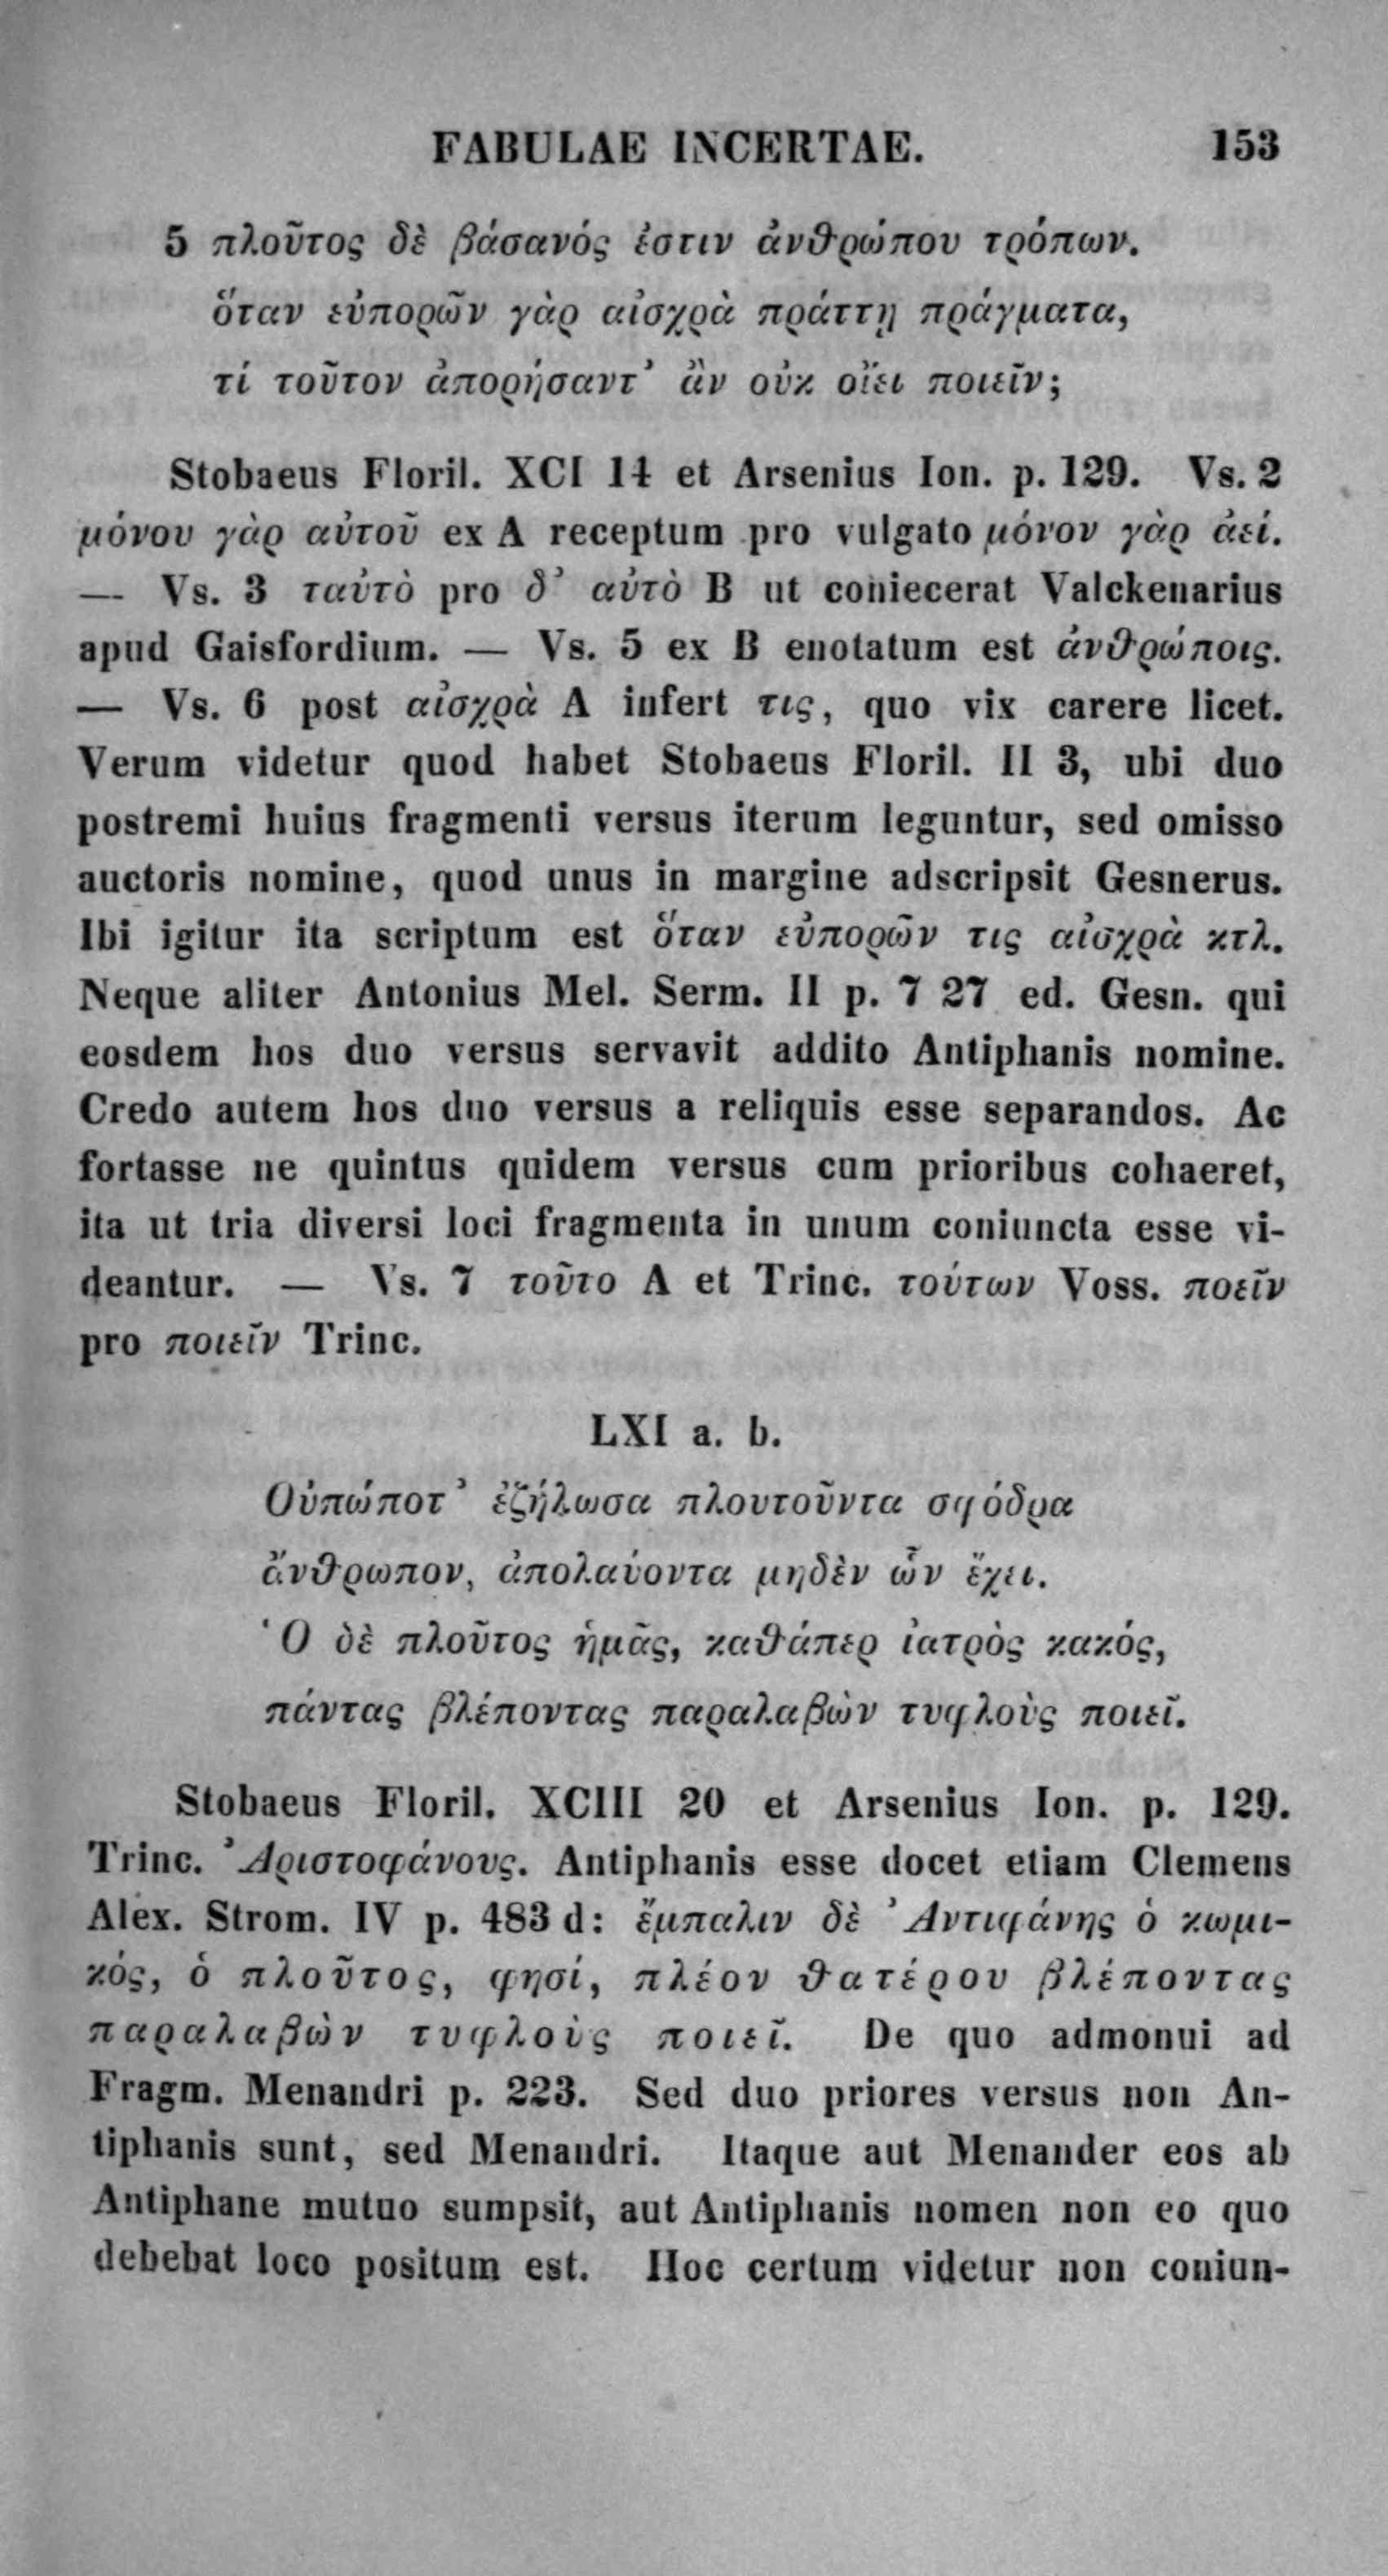 FABULAE INCERTAE. 153
5 πλοῦτος δὲ βάσανός ἐστιν ἀνθρώπου τρόπων.
ὅταν εὐπορῶν γὰρ αἰσχρὰ πράττῃ πράγματα,
τί τοῦτον ἀπορήσαντ’ ἂν οὐκ οἴει ποιεῖν;
Stobaeus Floril. XCI 14 et Arsenius Ion. p. 129. Vs. 2
μόνου γὰρ αὐτοῦ ex A receptum pro vulgato μόνον γὰρ ἀεί.
— Vs. 3 ταὐτὸ pro δ’ αὐτὸ B ut coniecerat Valckenarius
apud Gaisfordium. — Vs. 5 ex B enotatum est ἀνθρώποις.
— Vs. 6 post αἰσχρὰ A infert τις, quo vix carere licet.
Verum videtur quod habet Stobaeus Floril. II 3, ubi duo
postremi huius fragmenti versus iterum leguntur, sed omisso
auctoris nomine, quod unus in margine adscripsit Gesnerus.
Ibi igitur ita scriptum est ὅταν εὐπορῶν τις αἰσχρὰ κτλ.
Neque aliter Antonius Mel. Serm. II p. 7 27 ed. Gesn. qui
eosdem hos duo versus servavit addito Antiphanis nomine.
Credo autem hos duo versus a reliquis esse separandos. Ac
fortasse ne quintus quidem versus cum prioribus cohaeret,
ita ut tria diversi loci fragmenta in unum coniuncta esse vi-
deantur. — Vs. 7 τοῦτο A et Trinc. τούτων Voss. ποεῖν
pro ποιεῖν Trinc.
LXI a. b.
Οὐπώποτ’ ἐζήλωσα πλουτοῦντα σφόδρα
ἄνθρωπον, ἀπολαύοντα μηδὲν ὧν ἔχει.
Ὁ δὲ πλοῦτος ἡμᾶς, καθάπερ ἰατρὸς κακός,
πάντας βλέποντας παραλαβὼν τυφλοὺς ποιεῖ.
Stobaeus Floril. XCIII 20 et Arsenius Ion. p. 129.
Trinc. Ἀριστοφάνους. Antiphanis esse docet etiam Clemens
Alex. Strom. IV p. 483 d: ἔμπαλιν δὲ Ἀντιφάνης ὁ κωμι-
κός, ὁ πλοῦτος, φησί, πλέον θατέρου βλέποντας
παραλαβὼν τυφλοὺς ποιεῖ. De quo admonui ad
Fragm. Menandri p. 223. Sed duo priores versus non An-
tiphanis sunt, sed Menandri. Itaque aut Menander eos ab
Antiphane mutuo sumpsit, aut Antiphanis nomen non eo quo
debebat loco positum est. Hoc certum videtur non coniun-